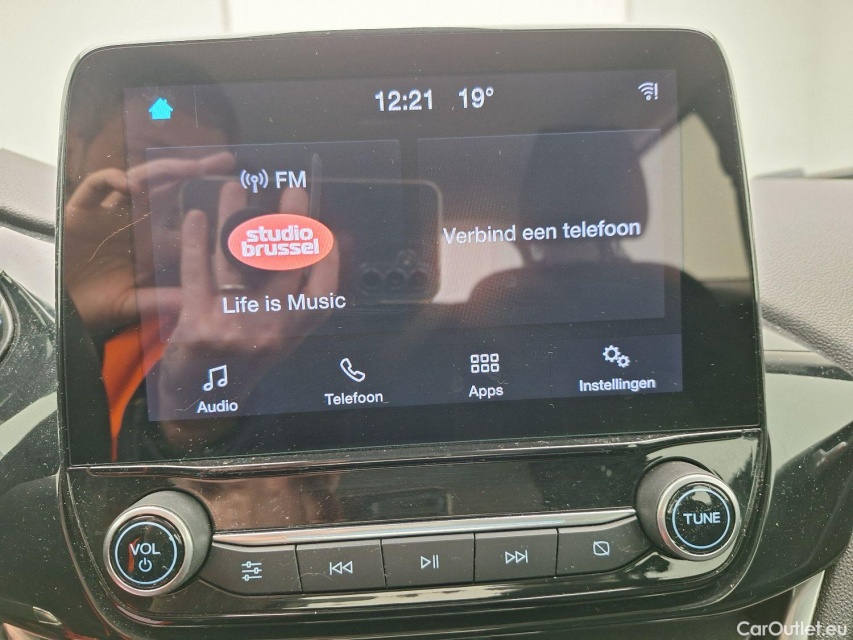 12:21 19°
FM
studio
brussel
Verbind een telefoon
Life is Music
Audio
Telefoon
Apps
Instellingen
VOL
TUNE
CarOutlet.eu